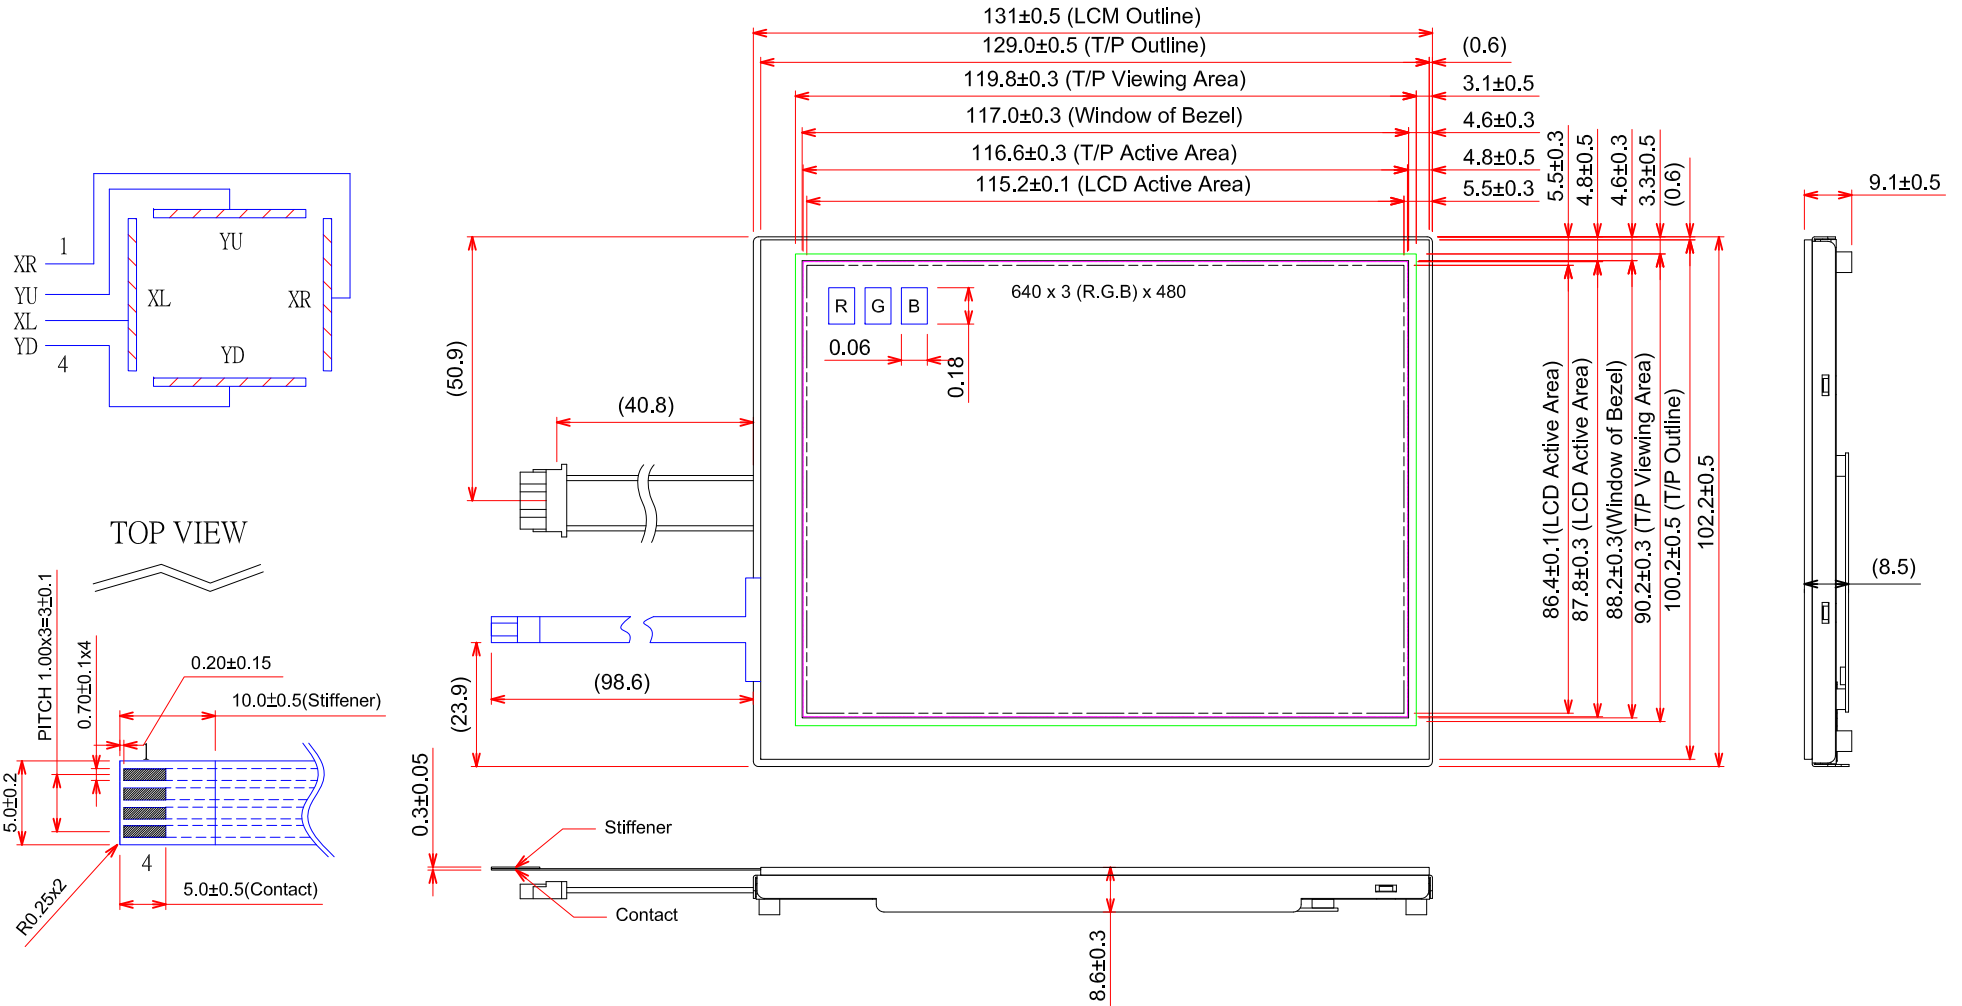 131±0.5 (LCM Outline)
129.0±0.5 (T/P Outline)
(0.6)
119.8±0.3 (T/P Viewing Area)
3.1±0.5
117.0±0.3 (Window of Bezel)
4.6±0.3
116.6±0.3 (T/P Active Area)
4.8±0.5
115.2±0.1 (LCD Active Area)
5.5±0.3
5.5±0.3
4.8±0.5
4.6±0.3
3.3±0.5
(0.6)
9.1±0.5
1
XR
YU
XL
YD
4
YU
XL
XR
YD
R
G
B
640 x 3 (R.G.B) x 480
0.06
0.18
(50.9)
(40.8)
(98.6)
(23.9)
86.4±0.1(LCD Active Area)
87.8±0.3 (LCD Active Area)
88.2±0.3(Window of Bezel)
90.2±0.3 (T/P Viewing Area)
100.2±0.5 (T/P Outline)
102.2±0.5
(8.5)
TOP VIEW
PITCH 1.00x3=3±0.1
0.70±0.1x4
0.20±0.15
10.0±0.5(Stiffener)
1
5.0±0.2
4
R0.25x2
5.0±0.5(Contact)
0.3±0.05
Stiffener
Contact
8.6±0.3